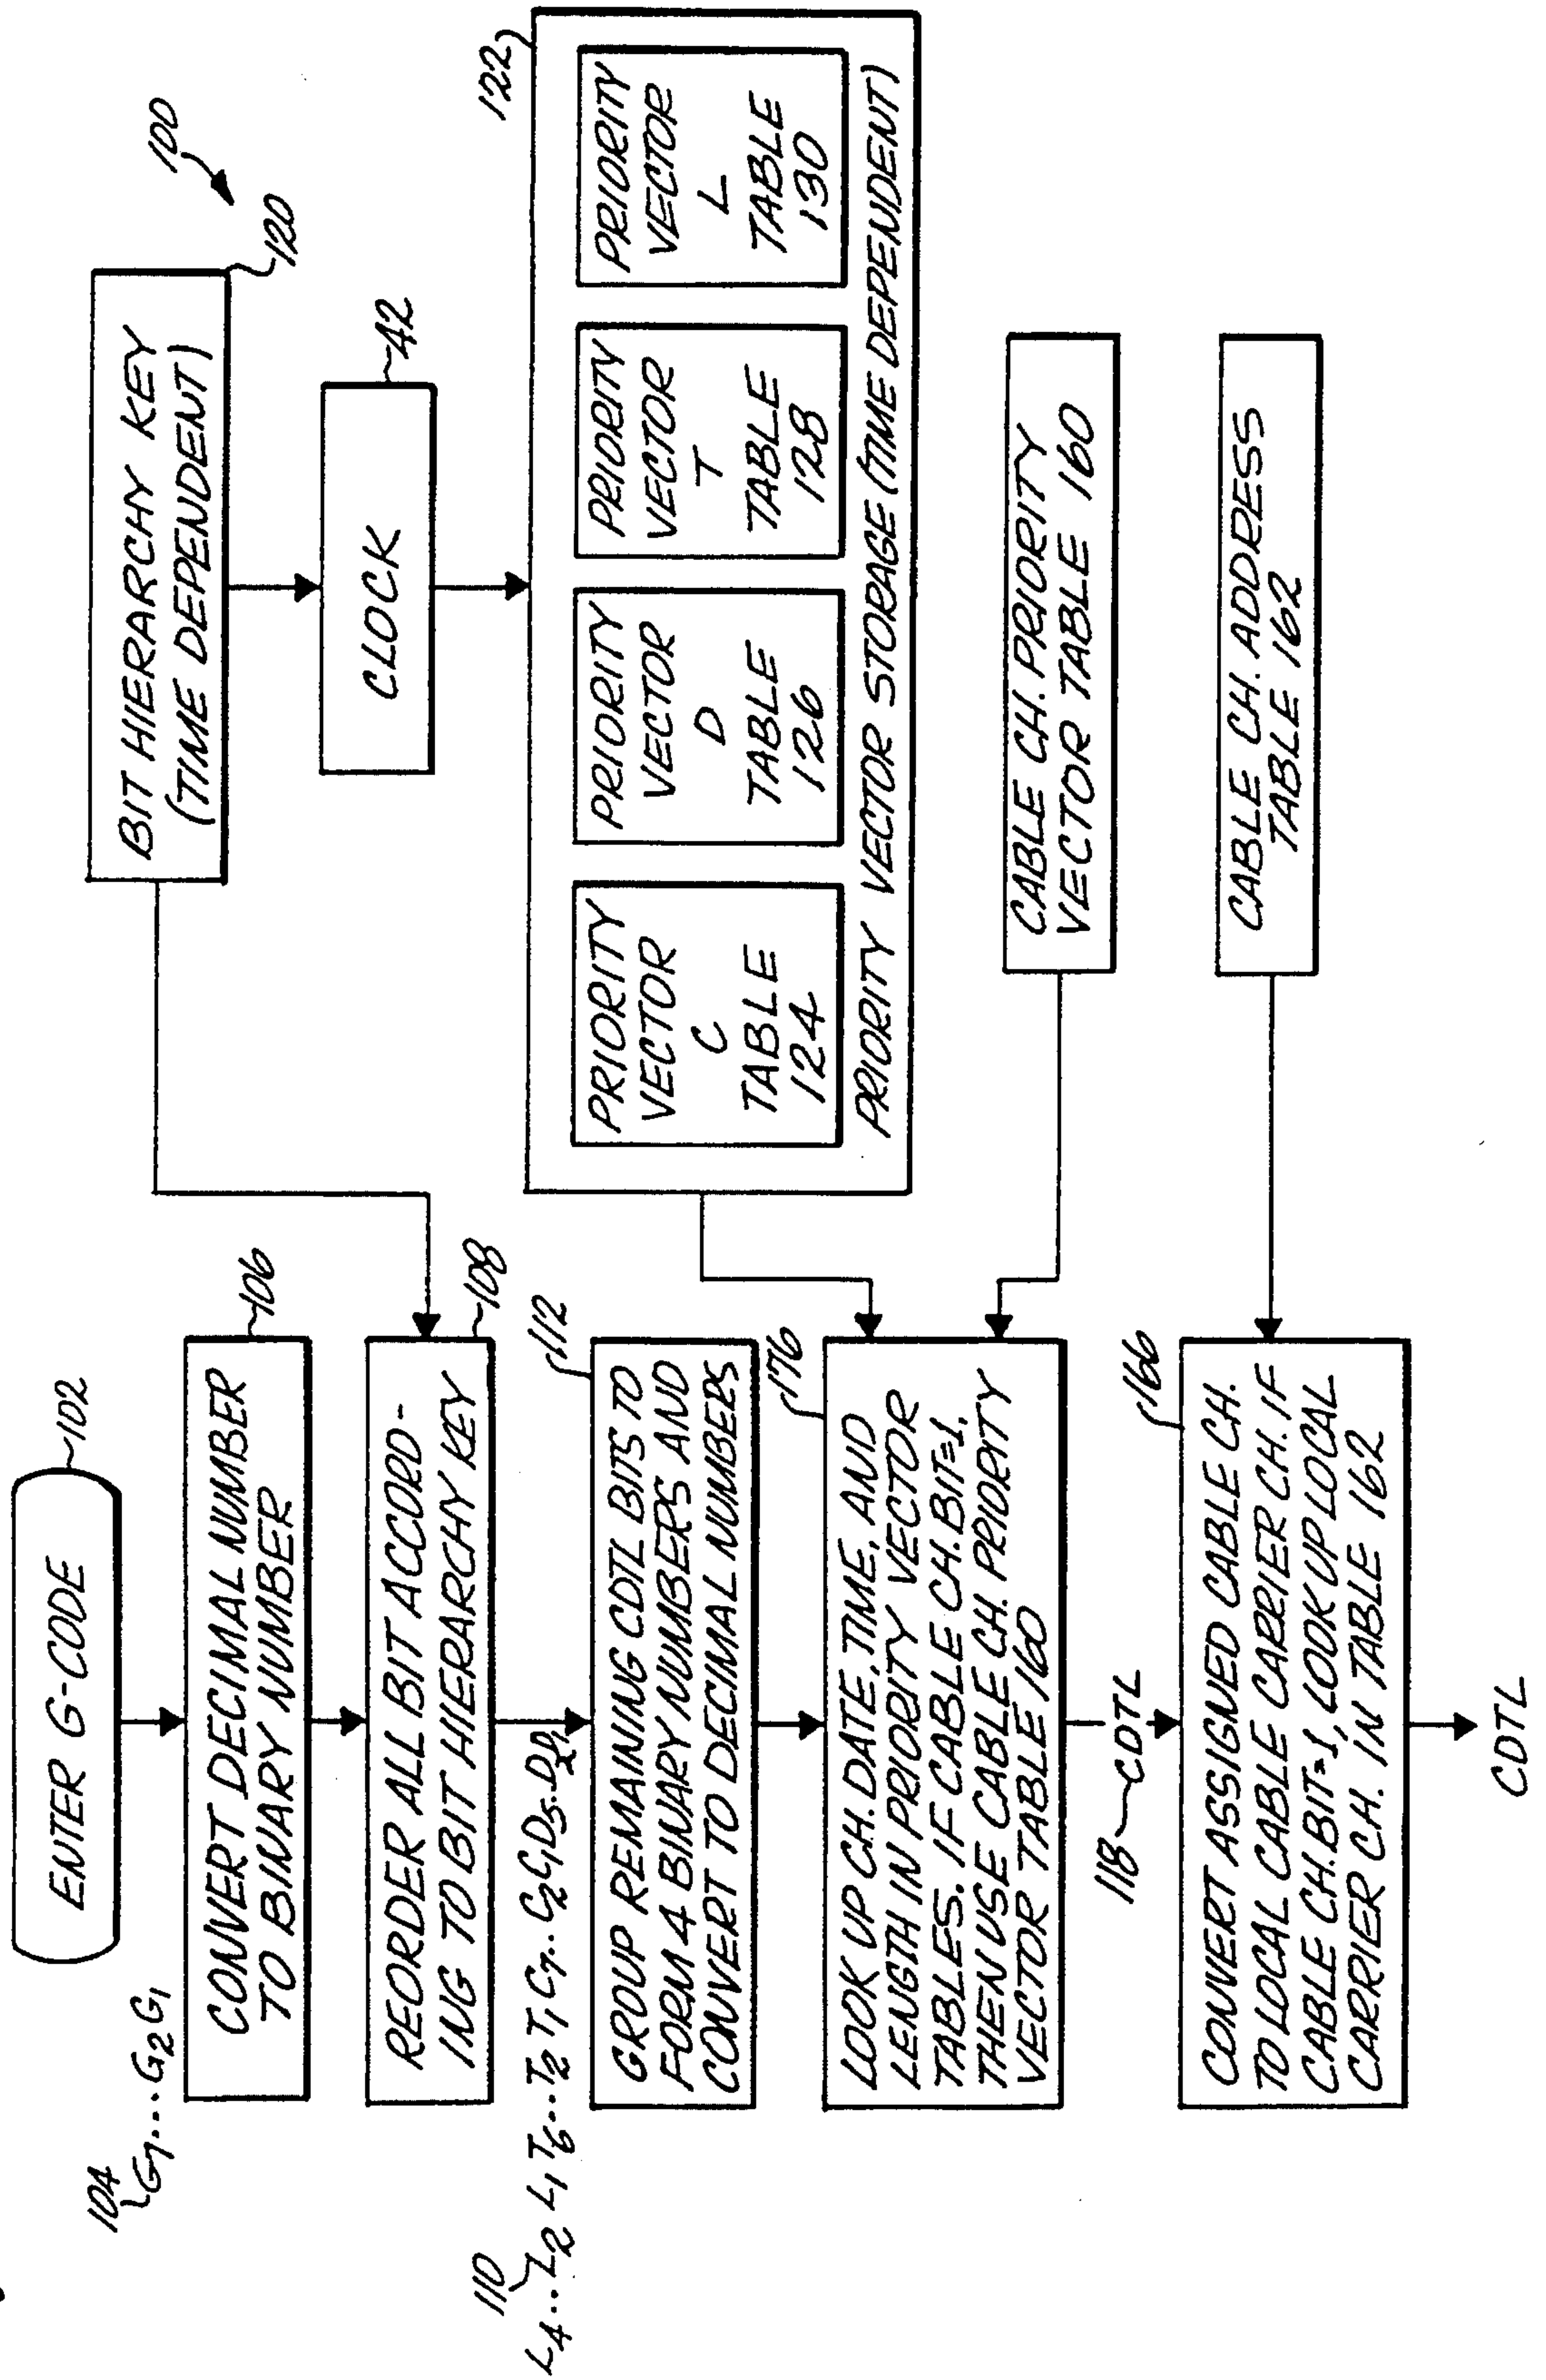 100
ENTER G-CODE
102
104
G7...G2G1
CONVERT DECIMAL NUMBER
TO BINARY NUMBER
106
BIT HIERARCHY KEY
(TIME DEPENDENT)
120
REORDER ALL BIT ACCORD-
ING TO BIT HIERARCHY KEY
108
CLOCK
42
110
L4..L2 L1 T6...T2 T1 C7..C2C1D5..D2D1
GROUP REMAINING CDTL BITS TO
FORM 4 BINARY NUMBERS AND
CONVERT TO DECIMAL NUMBERS
112
122
PRIORITY
VECTOR
C
TABLE
124
PRIORITY
VECTOR
D
TABLE
126
PRIORITY
VECTOR
T
TABLE
128
PRIORITY
VECTOR
L
TABLE
130
PRIORITY VECTOR STORAGE (TIME DEPENDENT)
LOOK UP CH. DATE, TIME, AND
LENGTH IN PRIORITY VECTOR
TABLES. IF CABLE CH. BIT=1,
THEN USE CABLE CH. PRIORITY
VECTOR TABLE 160
176
CABLE CH. PRIORITY
VECTOR TABLE 160
118
CDTL
CONVERT ASSIGNED CABLE CH.
TO LOCAL CABLE CARRIER CH. IF
CABLE CH. BIT=1, LOOK UP LOCAL
CARRIER CH. IN TABLE 162
166
CABLE CH. ADDRESS
TABLE 162
CDTL